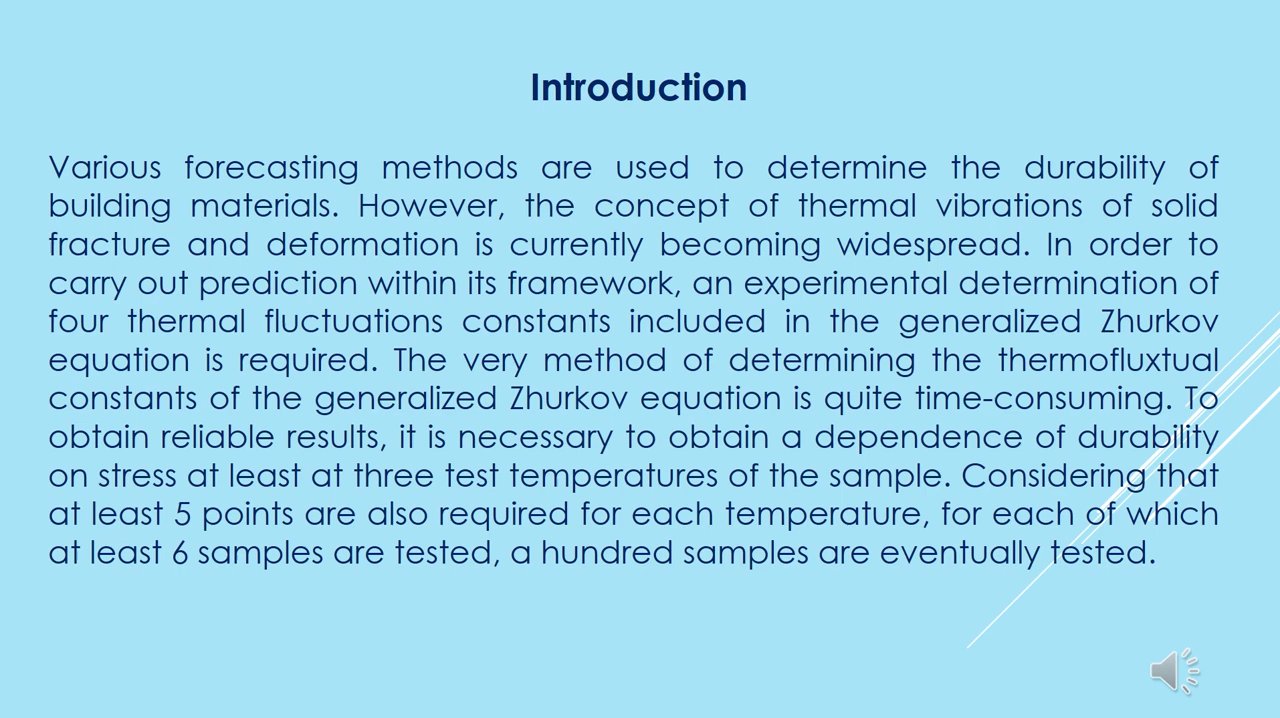 Introduction
Various forecasting methods are used to determine the durability of
building materials. However, the concept of thermal vibrations of solid
fracture and deformation is currently becoming widespread. In order to
carry out prediction within its framework, an experimental determination of
four thermal fluctuations constants included in the generalized Zhurkov
equation is required. The very method of determining the thermofluxtual
constants of the generalized Zhurkov equation is quite time-consuming. To
obtain reliable results, it is necessary to obtain a dependence of durability
on stress at least at three test temperatures of the sample. Considering that
at least 5 points are also required for each temperature, for each of which
at least 6 samples are tested, a hundred samples are eventually tested.